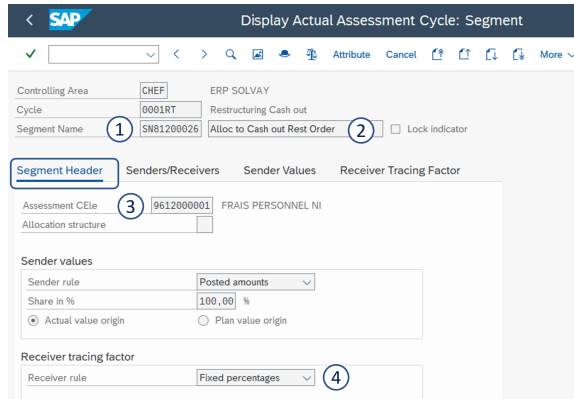 SAP Display Actual Assessment Cycle: Segment
Attribute Cancel More
Controlling Area CHEF ERP SOLVAY
Cycle 0001RT Restructuring Cash out
Segment Name 1 SN81200026 Alloc to Cash out Rest Order 2 Lock indicator
Segment Header Senders/Receivers Sender Values Receiver Tracing Factor
Assessment CEle 3 9612000001 FRAIS PERSONNEL NI
Allocation structure
Sender values
Sender rule Posted amounts
Share in % 100,00 %
Actual value origin Plan value origin
Receiver tracing factor
Receiver rule Fixed percentages 4